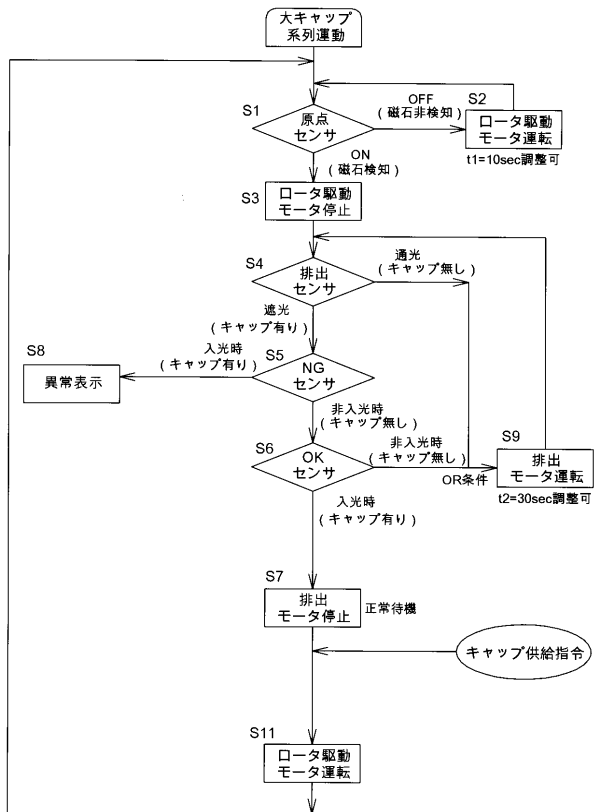 大キャップ
系列運動
S1
原点
センサ
OFF
(磁石非検知)
S2
ロータ駆動
モータ運転
t1=10sec調整可
ON
(磁石検知)
S3
ロータ駆動
モータ停止
S4
排出
センサ
通光
(キャップ無し)
遮光
(キャップ有り)
S5
NG
センサ
入光時
(キャップ有り)
S8
異常表示
非入光時
(キャップ無し)
S6
OK
センサ
非入光時
(キャップ無し)
OR条件
S9
排出
モータ運転
t2=30sec調整可
入光時
(キャップ有り)
S7
排出
モータ停止
正常待機
キャップ供給指令
S11
ロータ駆動
モータ運転